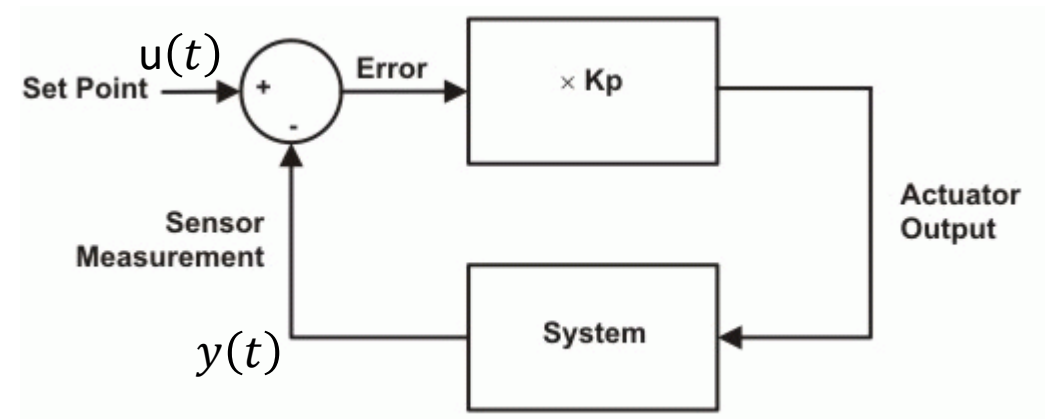 u(t)
Set Point
+
-
Error
× Kp
Actuator
Output
Sensor
Measurement
System
y(t)